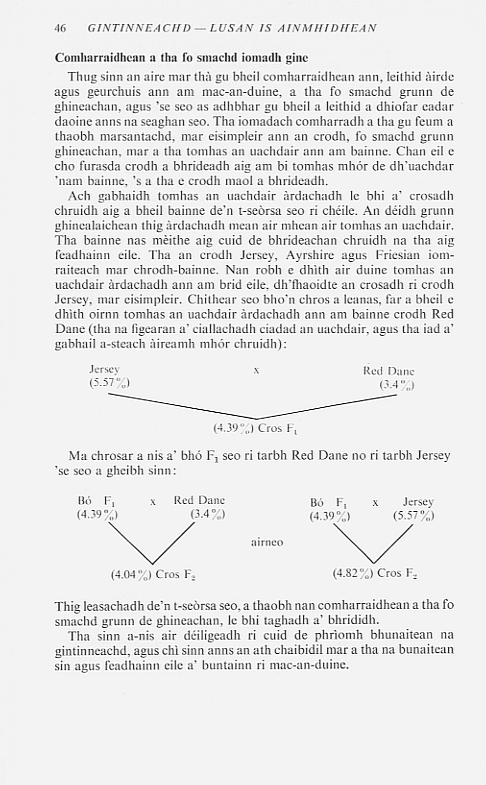 46 GINTINNEACHD — LUSAN IS AINMHIDHEAN
Comharraidhean a tha fo smachd iomadh gine
Thug sinn an aire mar thà gu bheil comharraidhean ann, leithid àirde
agus geurchuis ann am mac-an-duine, a tha fo smachd grunn de
ghineachan, agus 'se seo as adhbhar gu bheil a leithid a dhiofar eadar
daoine anns na seaghan seo. Tha iomadach comharradh a tha gu feum a
thaobh marsantachd, mar eisimpleir ann an crodh, fo smachd grunn
ghineachan, mar a tha tomhas an uachdair ann am bainne. Chan eil e
cho furasda crodh a bhrideadh aig am bi tomhas mhór de dh'uachdar
'nam bainne, 's a tha e crodh maol a bhrideadh.
Ach gabhaidh tomhas an uachdair àrdachadh le bhi a' crosadh
chruidh aig a bheil bainne de'n t-seòrsa seo ri chéile. An déidh grunn
ghinealaichean thig àrdachadh mean air mhean air tomhas an uachdair.
Tha bainne nas mèithe aig cuid de bhrideachan chruidh na tha aig
feadhainn eile. Tha an crodh Jersey, Ayrshire agus Friesian iom-
raiteach mar chrodh-bainne. Nan robh e dhìth air duine tomhas an
uachdair àrdachadh ann am brid eile, dh'fhaoidte an crosadh ri crodh
Jersey, mar eisimpleir. Chithear seo bho'n chros a leanas, far a bheil e
dhìth oirnn tomhas an uachdair àrdachadh ann am bainne crodh Red
Dane (tha na figearan a' ciallachadh ciadad an uachdair, agus tha iad a'
gabhail a-steach àireamh mhór chruidh):
Jersey x Red Dane
(5.57%) (3.4%)
(4.39%) Cros F₁
Ma chrosar a nis a' bhó F₁ seo ri tarbh Red Dane no ri tarbh Jersey
'se seo a gheibh sinn:
Bó F₁ x Red Dane Bó F₁ x Jersey
(4.39%) (3.4%) (4.39%) (5.57%)
airneo
(4.04%) Cros F₂ (4.82%) Cros F₂
Thig leasachadh de'n t-seòrsa seo, a thaobh nan comharraidhean a tha fo
smachd grunn de ghineachan, le bhi taghadh a' bhrididh.
Tha sinn a-nis air déiligeadh ri cuid de phrìomh bhunaitean na
gintinneachd, agus chì sinn anns an ath chaibidil mar a tha na bunaitean
sin agus feadhainn eile a' buntainn ri mac-an-duine.